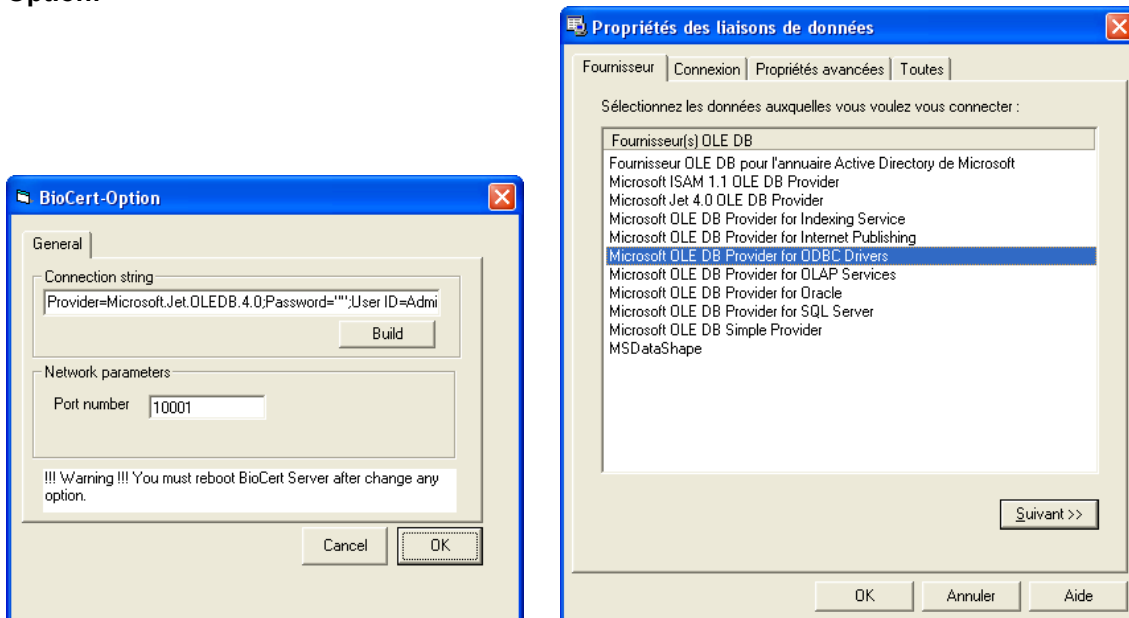 BioCert-Option
General
Connection string
Provider=Microsoft.Jet.OLEDB.4.0;Password="";User ID=Admi
Build
Network parameters
Port number 10001
!!! Warning !!! You must reboot BioCert Server after change any
option.
Cancel OK
Propriétés des liaisons de données
Fournisseur Connexion Propriétés avancées Toutes
Sélectionnez les données auxquelles vous voulez vous connecter :
Fournisseur(s) OLE DB
Fournisseur OLE DB pour l'annuaire Active Directory de Microsoft
Microsoft ISAM 1.1 OLE DB Provider
Microsoft Jet 4.0 OLE DB Provider
Microsoft OLE DB Provider for Indexing Service
Microsoft OLE DB Provider for Internet Publishing
Microsoft OLE DB Provider for ODBC Drivers
Microsoft OLE DB Provider for OLAP Services
Microsoft OLE DB Provider for Oracle
Microsoft OLE DB Provider for SQL Server
Microsoft OLE DB Simple Provider
MSDataShape
Suivant >>
OK Annuler Aide